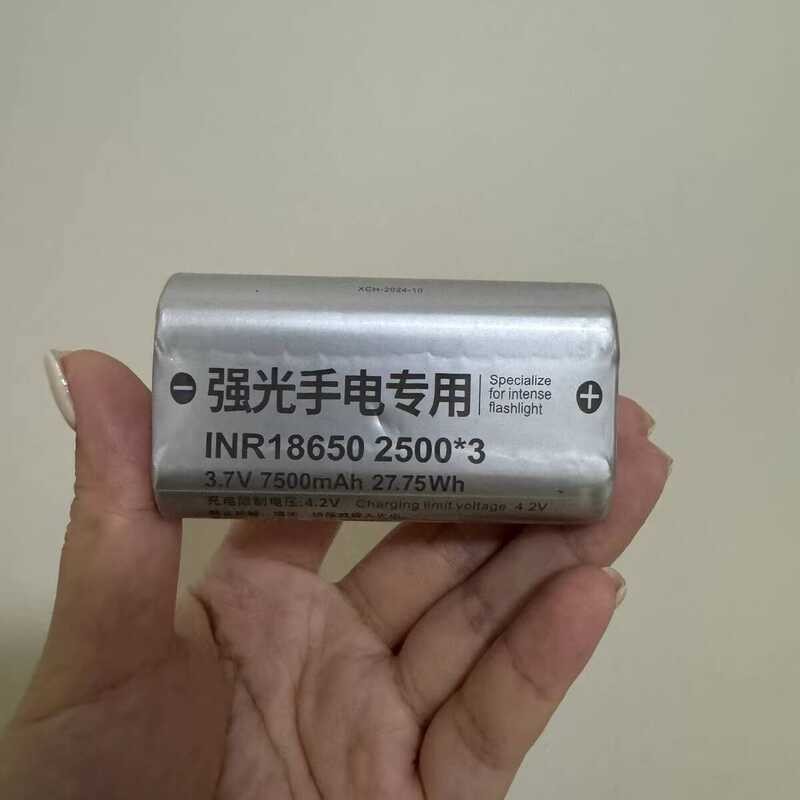 XCH-2024-10
强光手电专用
Specialize
for intense
flashlight
INR18650 2500*3
3.7V 7500mAh 27.75Wh
充电限制电压:4.2V Charging limit voltage :4.2V